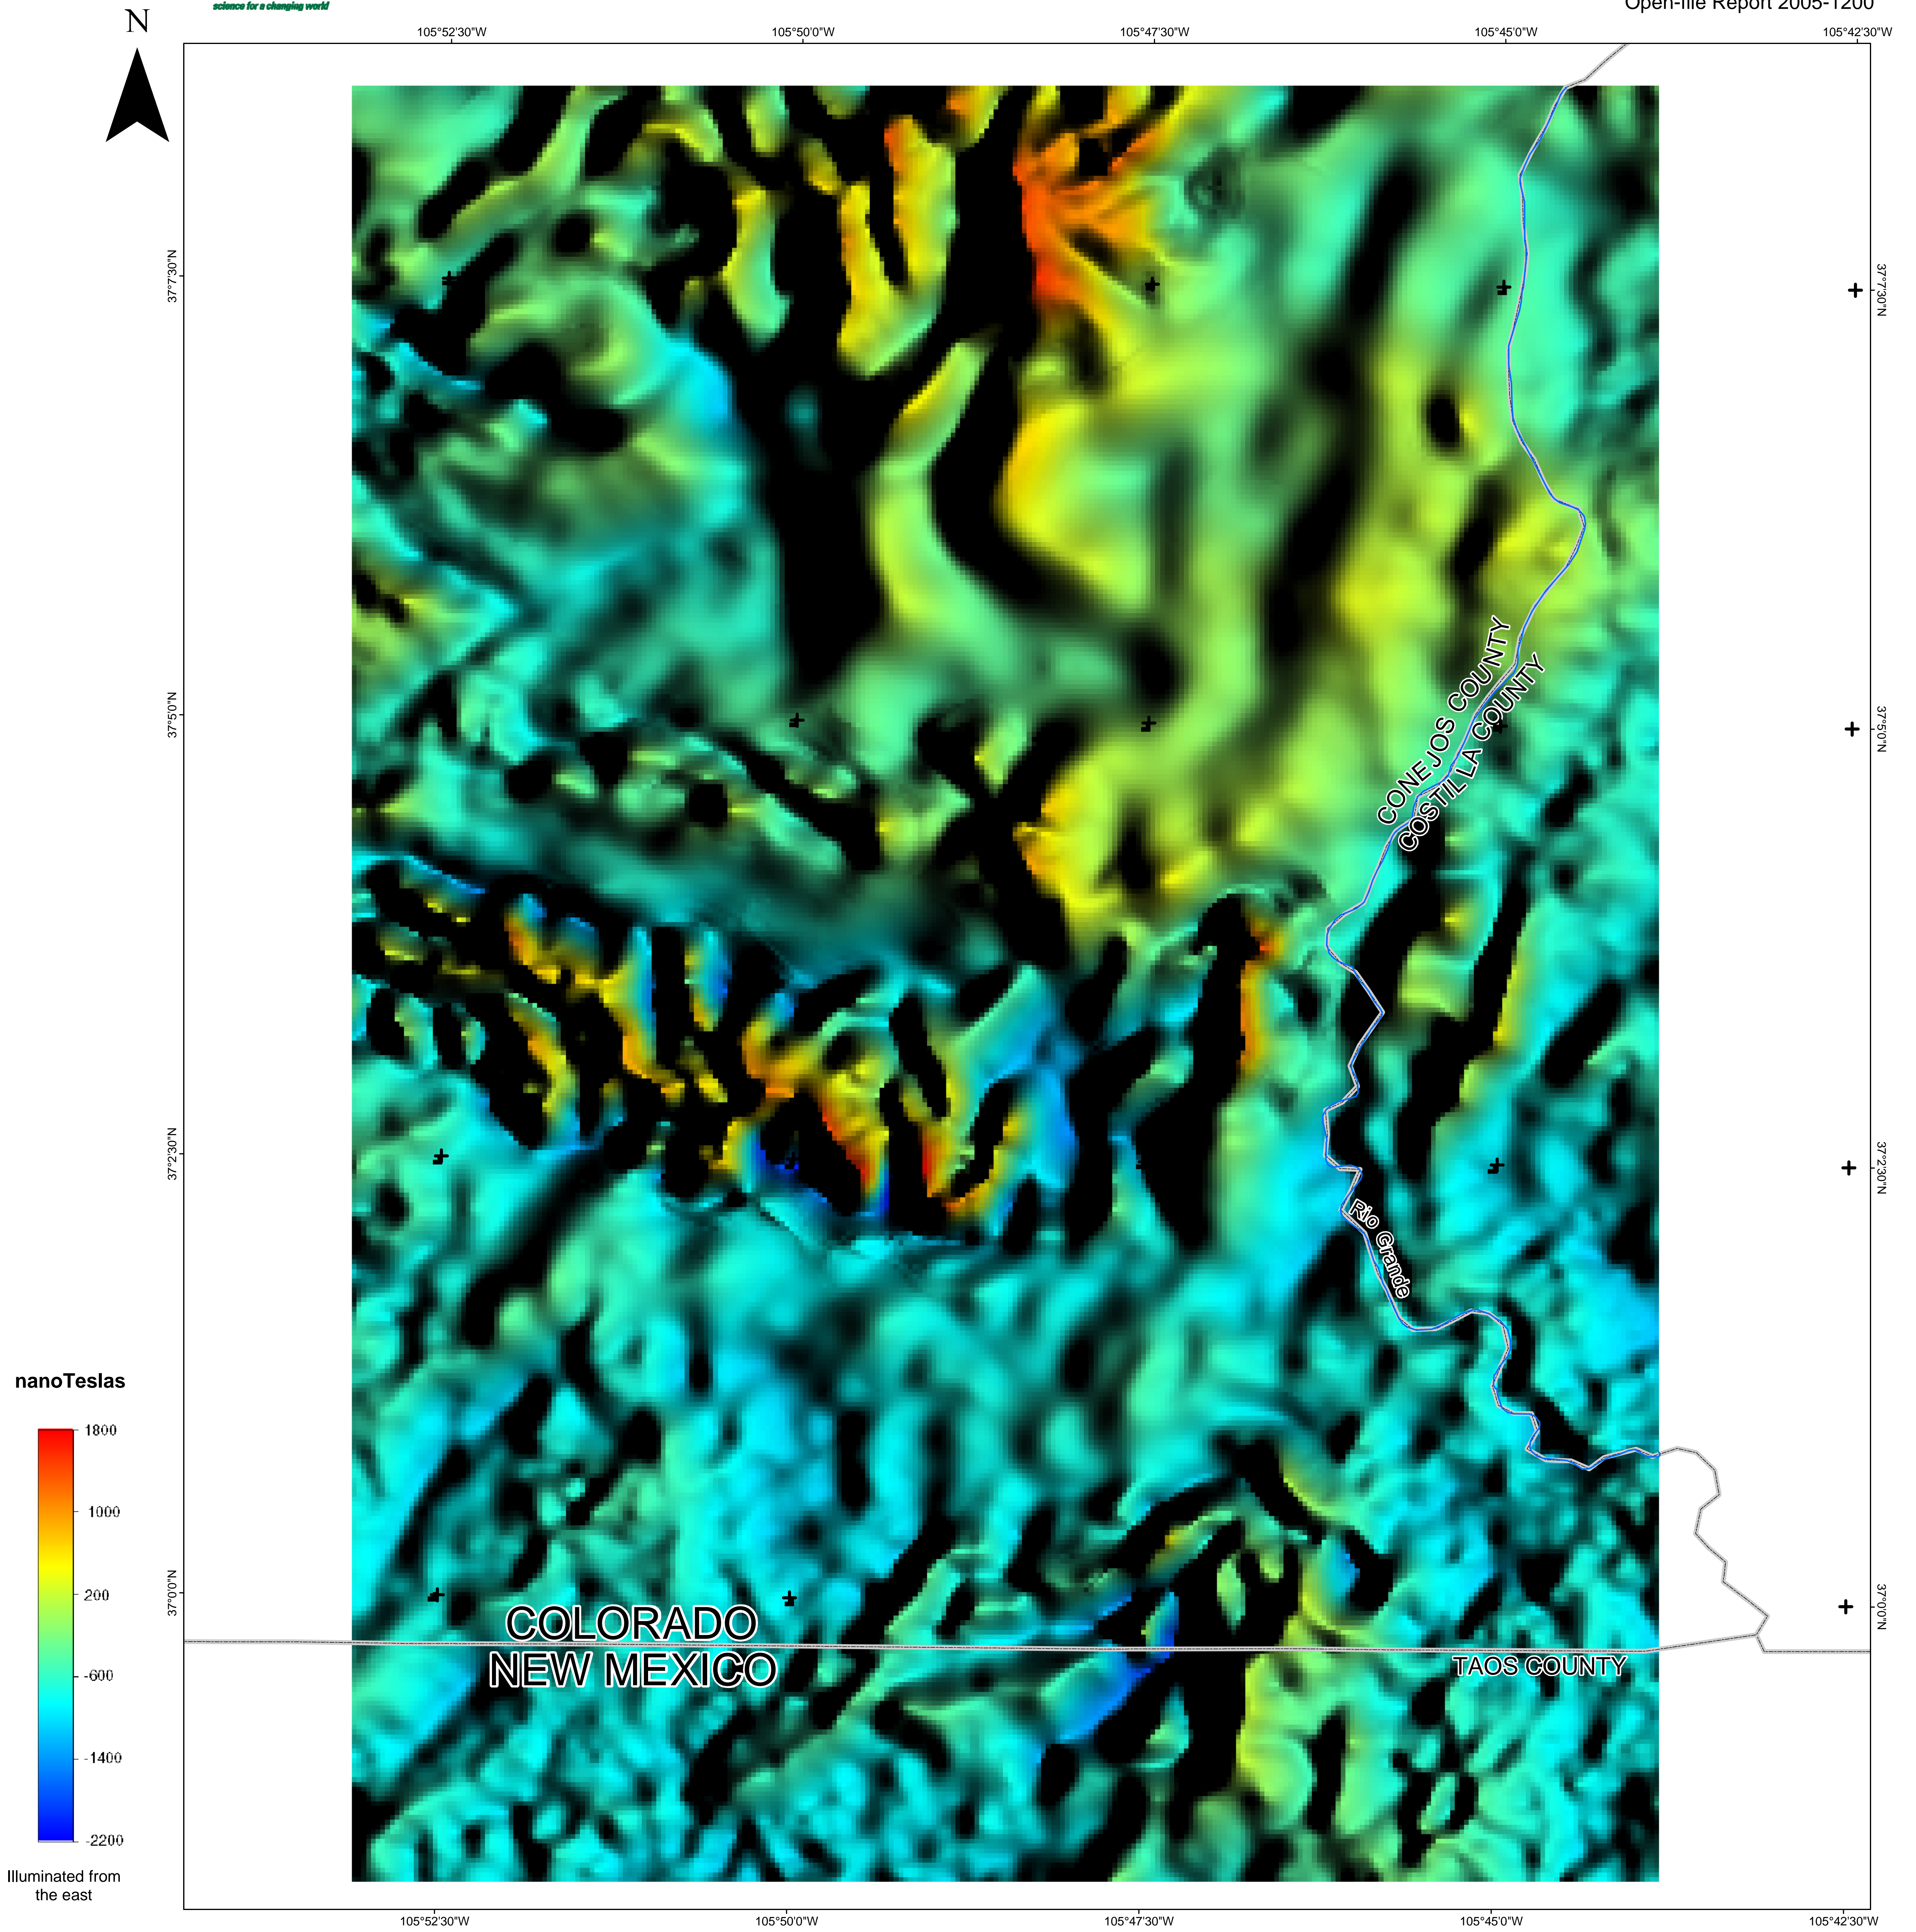 science for a changing world
Open-file Report 2005-1200
N
105°52'30"W
105°50'0"W
105°47'30"W
105°45'0"W
105°42'30"W
37°7'30"N
37°7'30"N
37°5'0"N
37°5'0"N
CONEJOS COUNTY
COSTILLA COUNTY
37°2'30"N
37°2'30"N
Rio Grande
nanoTeslas
1800
1000
200
-600
-1400
-2200
Illuminated from
the east
37°0'0"N
37°0'0"N
COLORADO
NEW MEXICO
TAOS COUNTY
105°52'30"W
105°50'0"W
105°47'30"W
105°45'0"W
105°42'30"W